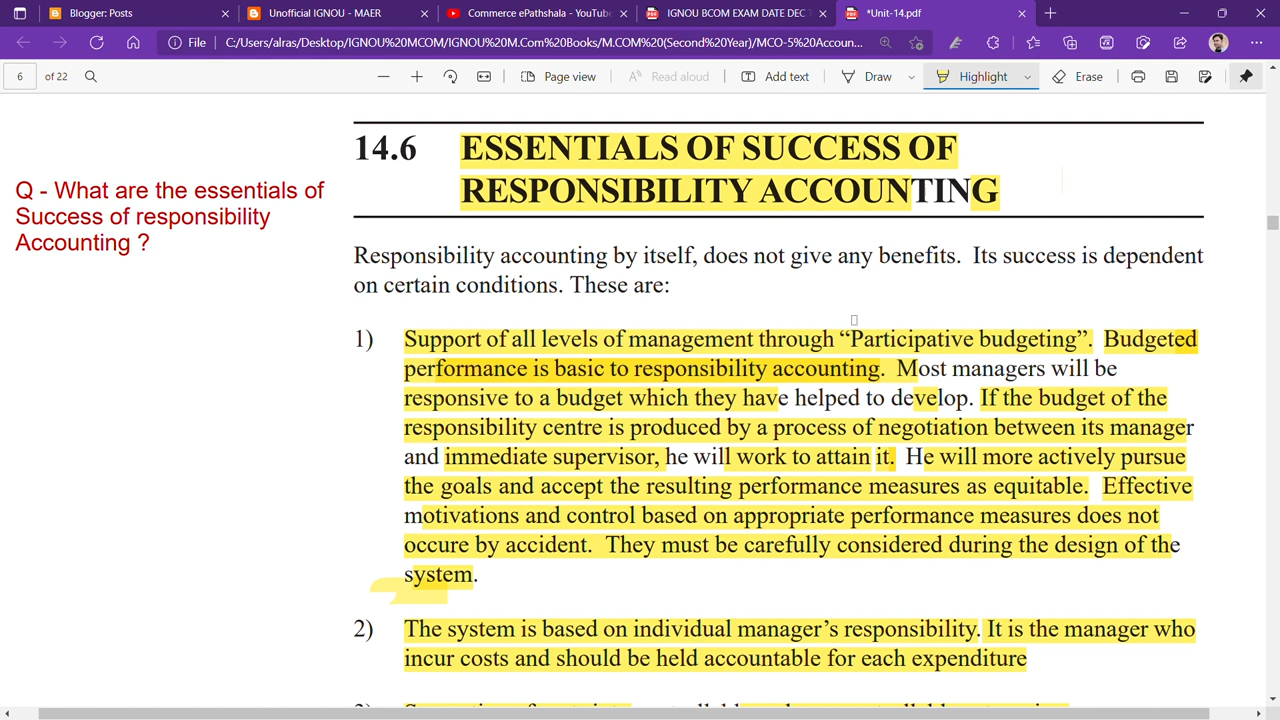 Blogger: Posts
Unofficial IGNOU - MAER
Commerce ePathshala - YouTube
IGNOU BCOM EXAM DATE DEC
*Unit-14.pdf
File
C:/Users/alras/Desktop/IGNOU%20MCOM/IGNOU%20M.Com%20Books/M.COM%20(Second%20Year)/MCO-5%20Accoun...
6 of 22
Page view
Read aloud
Add text
Draw
Highlight
Erase
14.6 ESSENTIALS OF SUCCESS OF
RESPONSIBILITY ACCOUNTING
Q - What are the essentials of
Success of responsibility
Accounting ?
Responsibility accounting by itself, does not give any benefits. Its success is dependent
on certain conditions. These are:
1) Support of all levels of management through “Participative budgeting”. Budgeted
performance is basic to responsibility accounting. Most managers will be
responsive to a budget which they have helped to develop. If the budget of the
responsibility centre is produced by a process of negotiation between its manager
and immediate supervisor, he will work to attain it. He will more actively pursue
the goals and accept the resulting performance measures as equitable. Effective
motivations and control based on appropriate performance measures does not
occure by accident. They must be carefully considered during the design of the
system.
2) The system is based on individual manager’s responsibility. It is the manager who
incur costs and should be held accountable for each expenditure